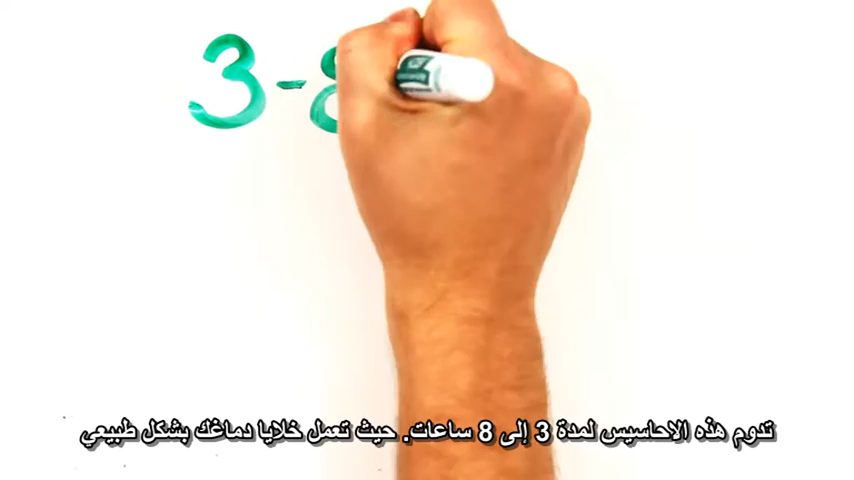 3-8
تدوم هذه الاحاسيس لمدة 3 إلى 8 ساعات. حيث تعمل خلايا دماغك بشكل طبيعي